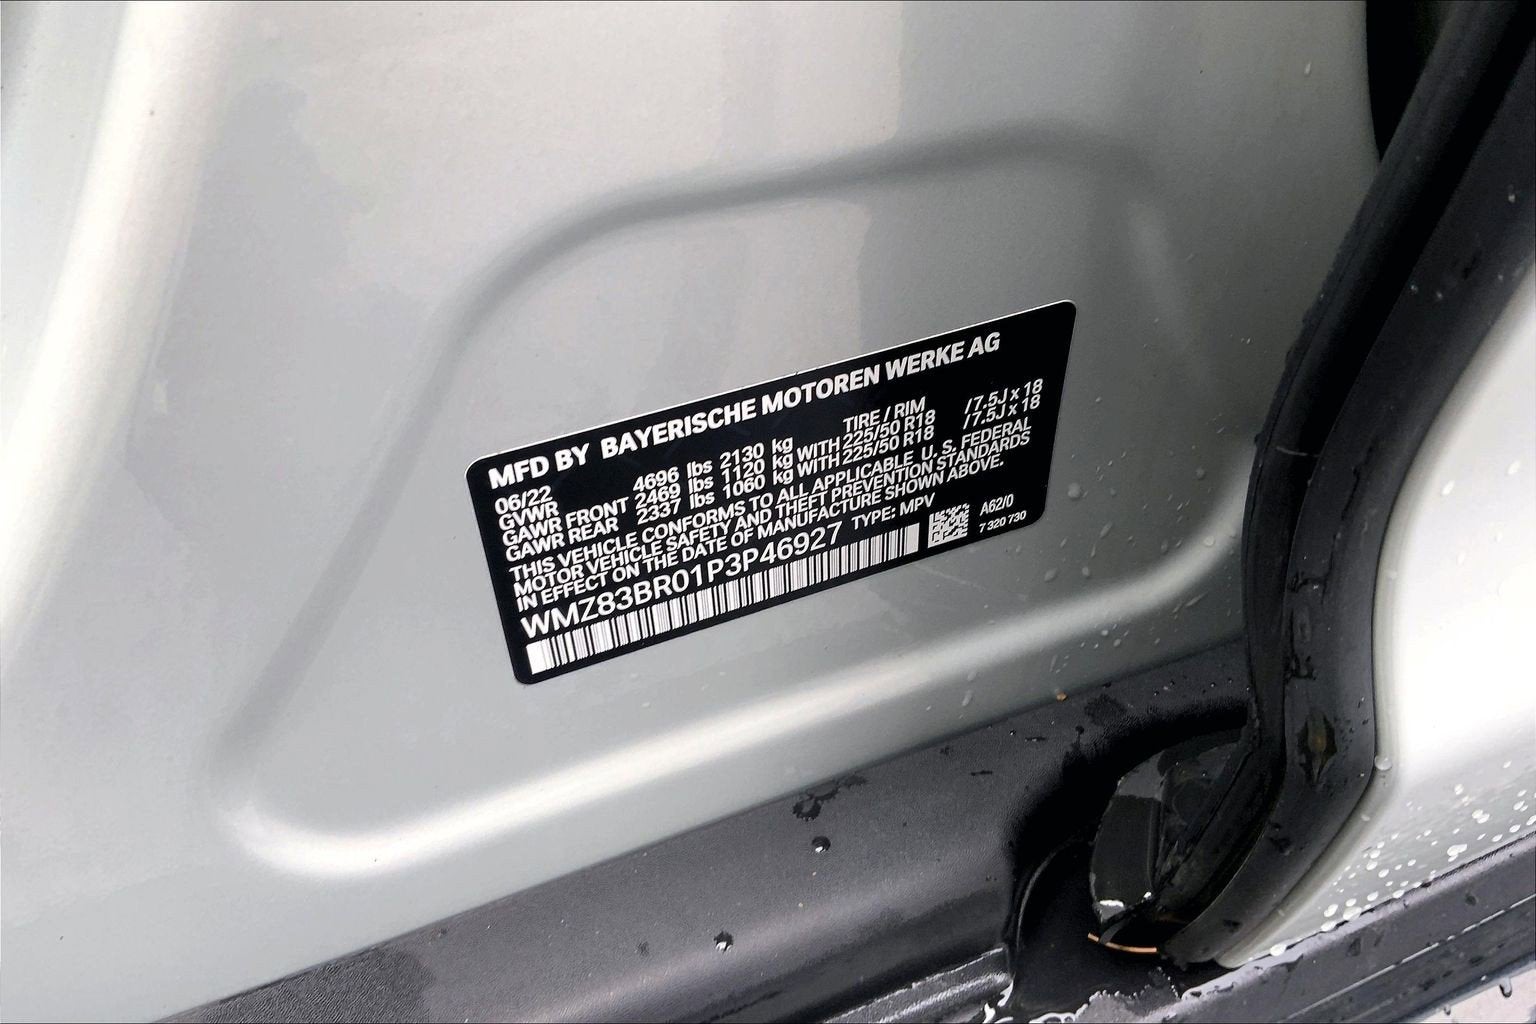 MFD BY BAYERISCHE MOTOREN WERKE AG
06/22 TIRE / RIM
GVWR 4696 lbs 2130 kg
GAWR FRONT 2469 lbs 1120 kg WITH 225/50 R18 /7.5J x 18
GAWR REAR 2337 lbs 1060 kg WITH 225/50 R18 /7.5J x 18
THIS VEHICLE CONFORMS TO ALL APPLICABLE U. S. FEDERAL
MOTOR VEHICLE SAFETY AND THEFT PREVENTION STANDARDS
IN EFFECT ON THE DATE OF MANUFACTURE SHOWN ABOVE.
WMZ83BR01P3P46927 TYPE: MPV
A62/0
7 320 730